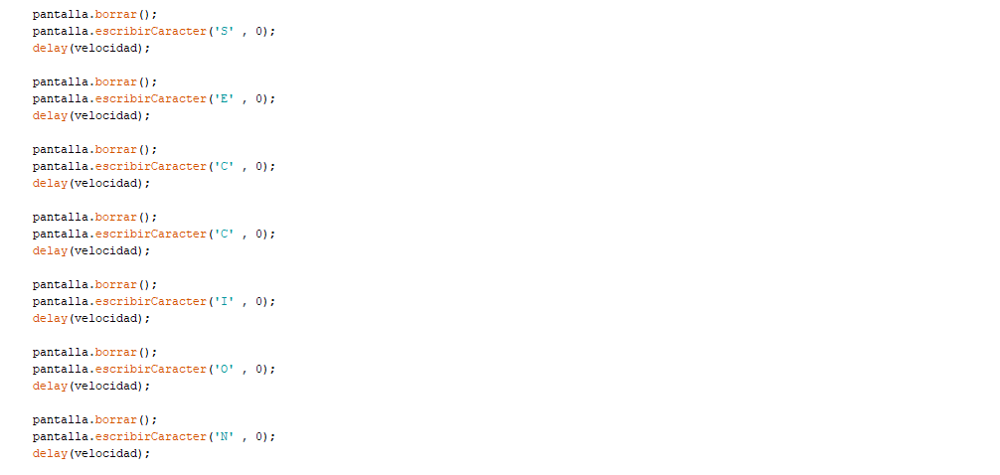 pantalla.borrar();
pantalla.escribirCaracter('S' , 0);
delay(velocidad);

pantalla.borrar();
pantalla.escribirCaracter('E' , 0);
delay(velocidad);

pantalla.borrar();
pantalla.escribirCaracter('C' , 0);
delay(velocidad);

pantalla.borrar();
pantalla.escribirCaracter('C' , 0);
delay(velocidad);

pantalla.borrar();
pantalla.escribirCaracter('I' , 0);
delay(velocidad);

pantalla.borrar();
pantalla.escribirCaracter('O' , 0);
delay(velocidad);

pantalla.borrar();
pantalla.escribirCaracter('N' , 0);
delay(velocidad);